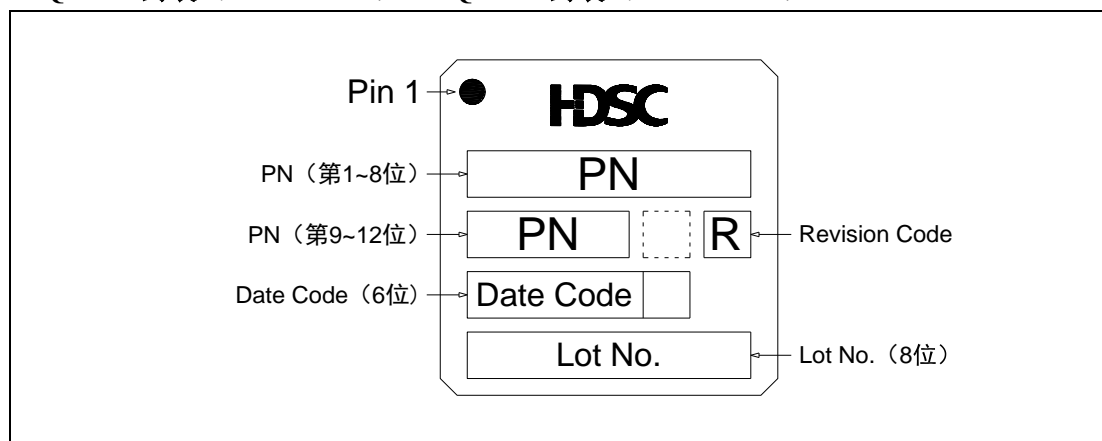 Pin 1
HDSC
PN（第1~8位）
PN
PN（第9~12位）
PN
R
Revision Code
Date Code（6位）
Date Code
Lot No.
Lot No.（8位）